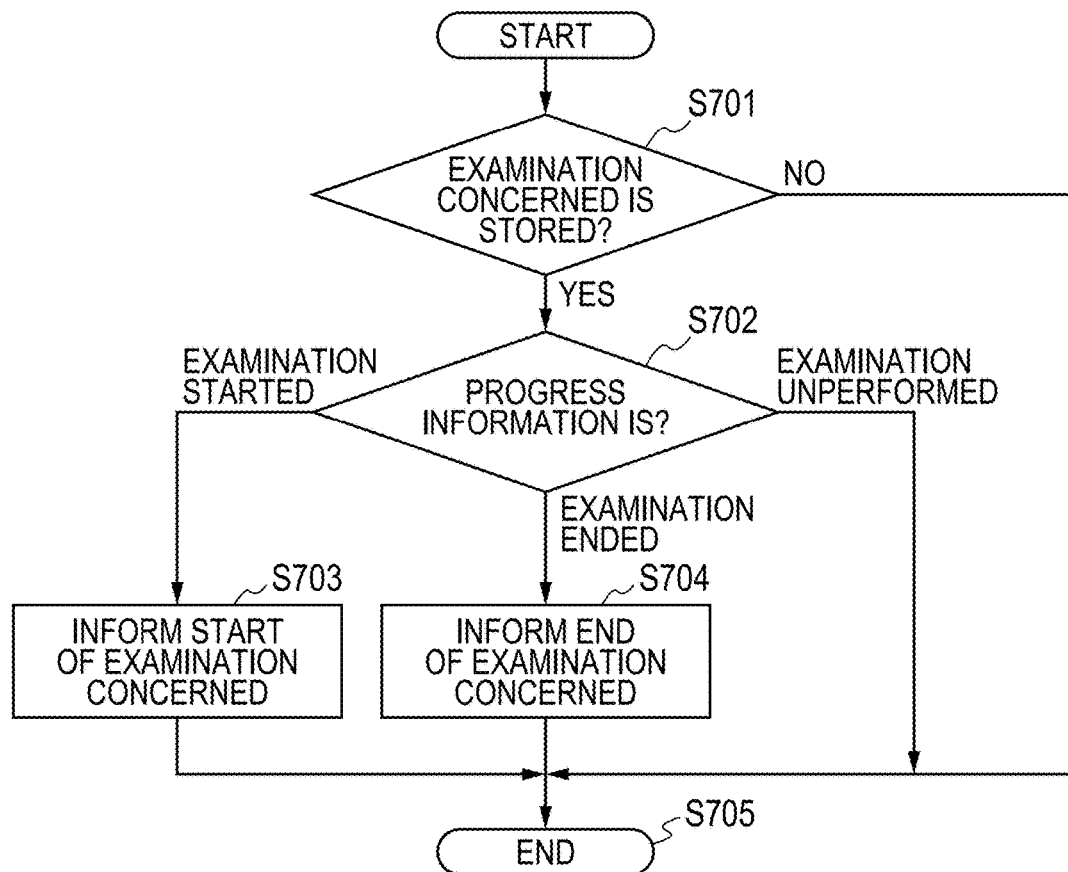 START
S701
EXAMINATION
CONCERNED IS
STORED?
NO
YES
S702
EXAMINATION
STARTED
PROGRESS
INFORMATION IS?
EXAMINATION
UNPERFORMED
EXAMINATION
ENDED
S703
INFORM START
OF EXAMINATION
CONCERNED
S704
INFORM END
OF EXAMINATION
CONCERNED
S705
END